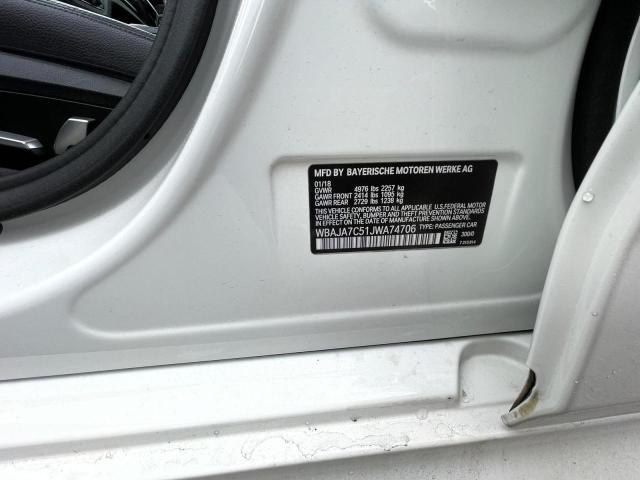 MFD BY BAYERISCHE MOTOREN WERKE AG
01/18
GVWR 4976 lbs 2257 kg
GAWR FRONT 2414 lbs 1095 kg
GAWR REAR 2729 lbs 1238 kg
THIS VEHICLE CONFORMS TO ALL APPLICABLE U.S.FEDERAL MOTOR
VEHICLE SAFETY, BUMPER AND THEFT PREVENTION STANDARDS
IN EFFECT ON THE DATE OF MANUFACTURE SHOWN ABOVE.
WBAJA7C51JWA74706 TYPE: PASSENGER CAR
300/0